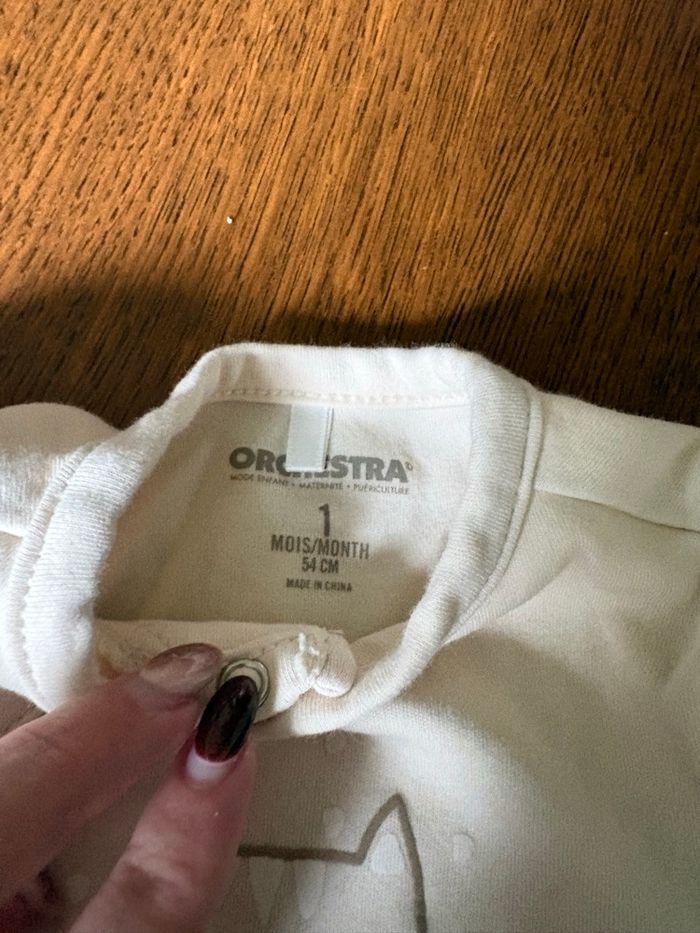 ORCHESTRA
MODE ENFANT • MATERNITÉ • PUÉRICULTURE
1
MOIS/MONTH
54 CM
MADE IN CHINA